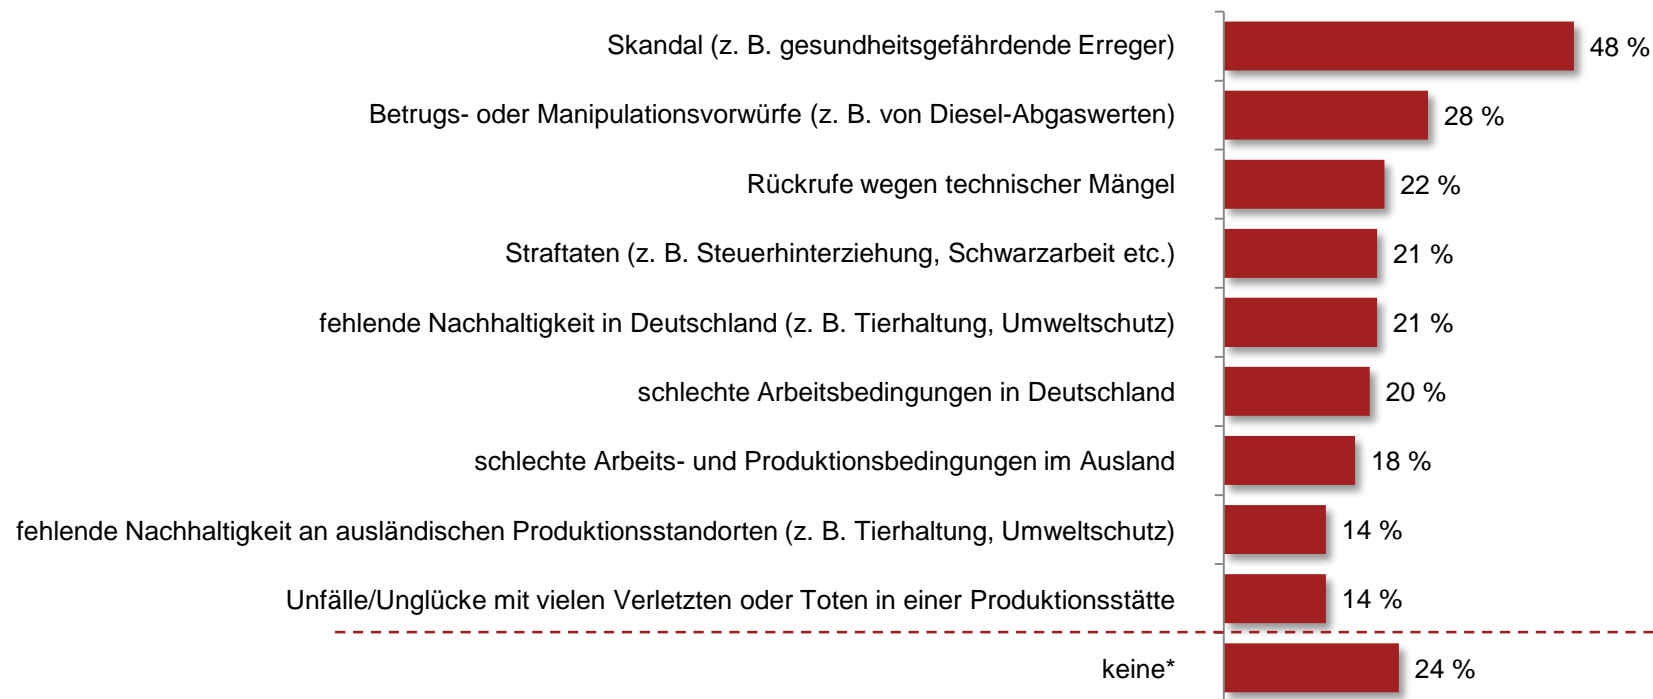 Skandal (z. B. gesundheitsgefährdende Erreger) 48 %
Betrugs- oder Manipulationsvorwürfe (z. B. von Diesel-Abgaswerten) 28 %
Rückrufe wegen technischer Mängel 22 %
Straftaten (z. B. Steuerhinterziehung, Schwarzarbeit etc.) 21 %
fehlende Nachhaltigkeit in Deutschland (z. B. Tierhaltung, Umweltschutz) 21 %
schlechte Arbeitsbedingungen in Deutschland 20 %
schlechte Arbeits- und Produktionsbedingungen im Ausland 18 %
fehlende Nachhaltigkeit an ausländischen Produktionsstandorten (z. B. Tierhaltung, Umweltschutz) 14 %
Unfälle/Unglücke mit vielen Verletzten oder Toten in einer Produktionsstätte 14 %
keine* 24 %